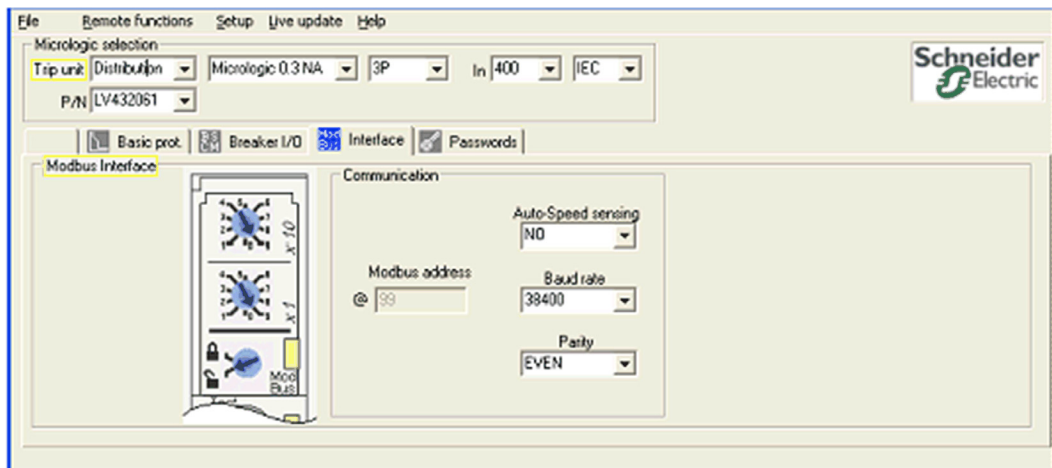 File Remote functions Setup Live update Help
Micrologic selection
Trip unit Distribution Micrologic 0.3 NA 3P In 400 IEC
P/N LV432061
Schneider
Electric
Basic prot. Breaker I/O Interface Passwords
Modbus Interface
Communication
x 10
x 1
Mod
Bus
Auto-Speed sensing
NO
Modbus address
@ 99
Baud rate
38400
Parity
EVEN